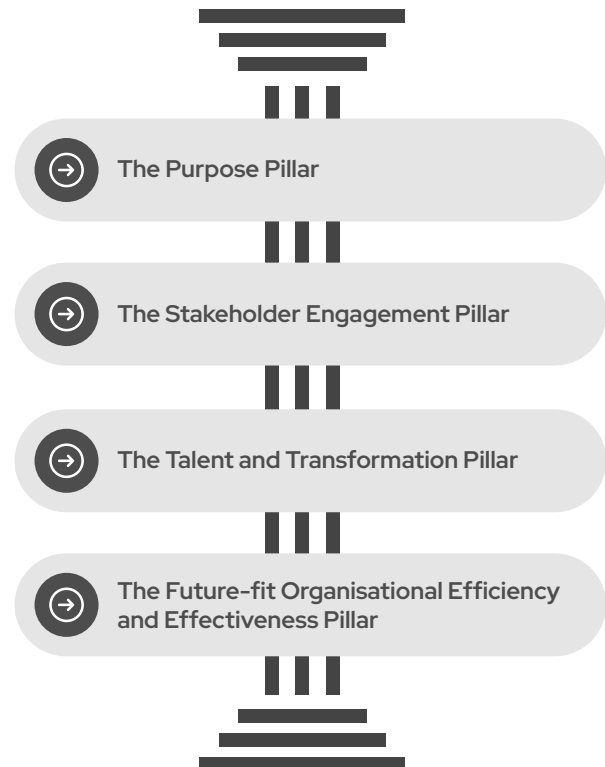 The Purpose Pillar
The Stakeholder Engagement Pillar
The Talent and Transformation Pillar
The Future-fit Organisational Efficiency
and Effectiveness Pillar